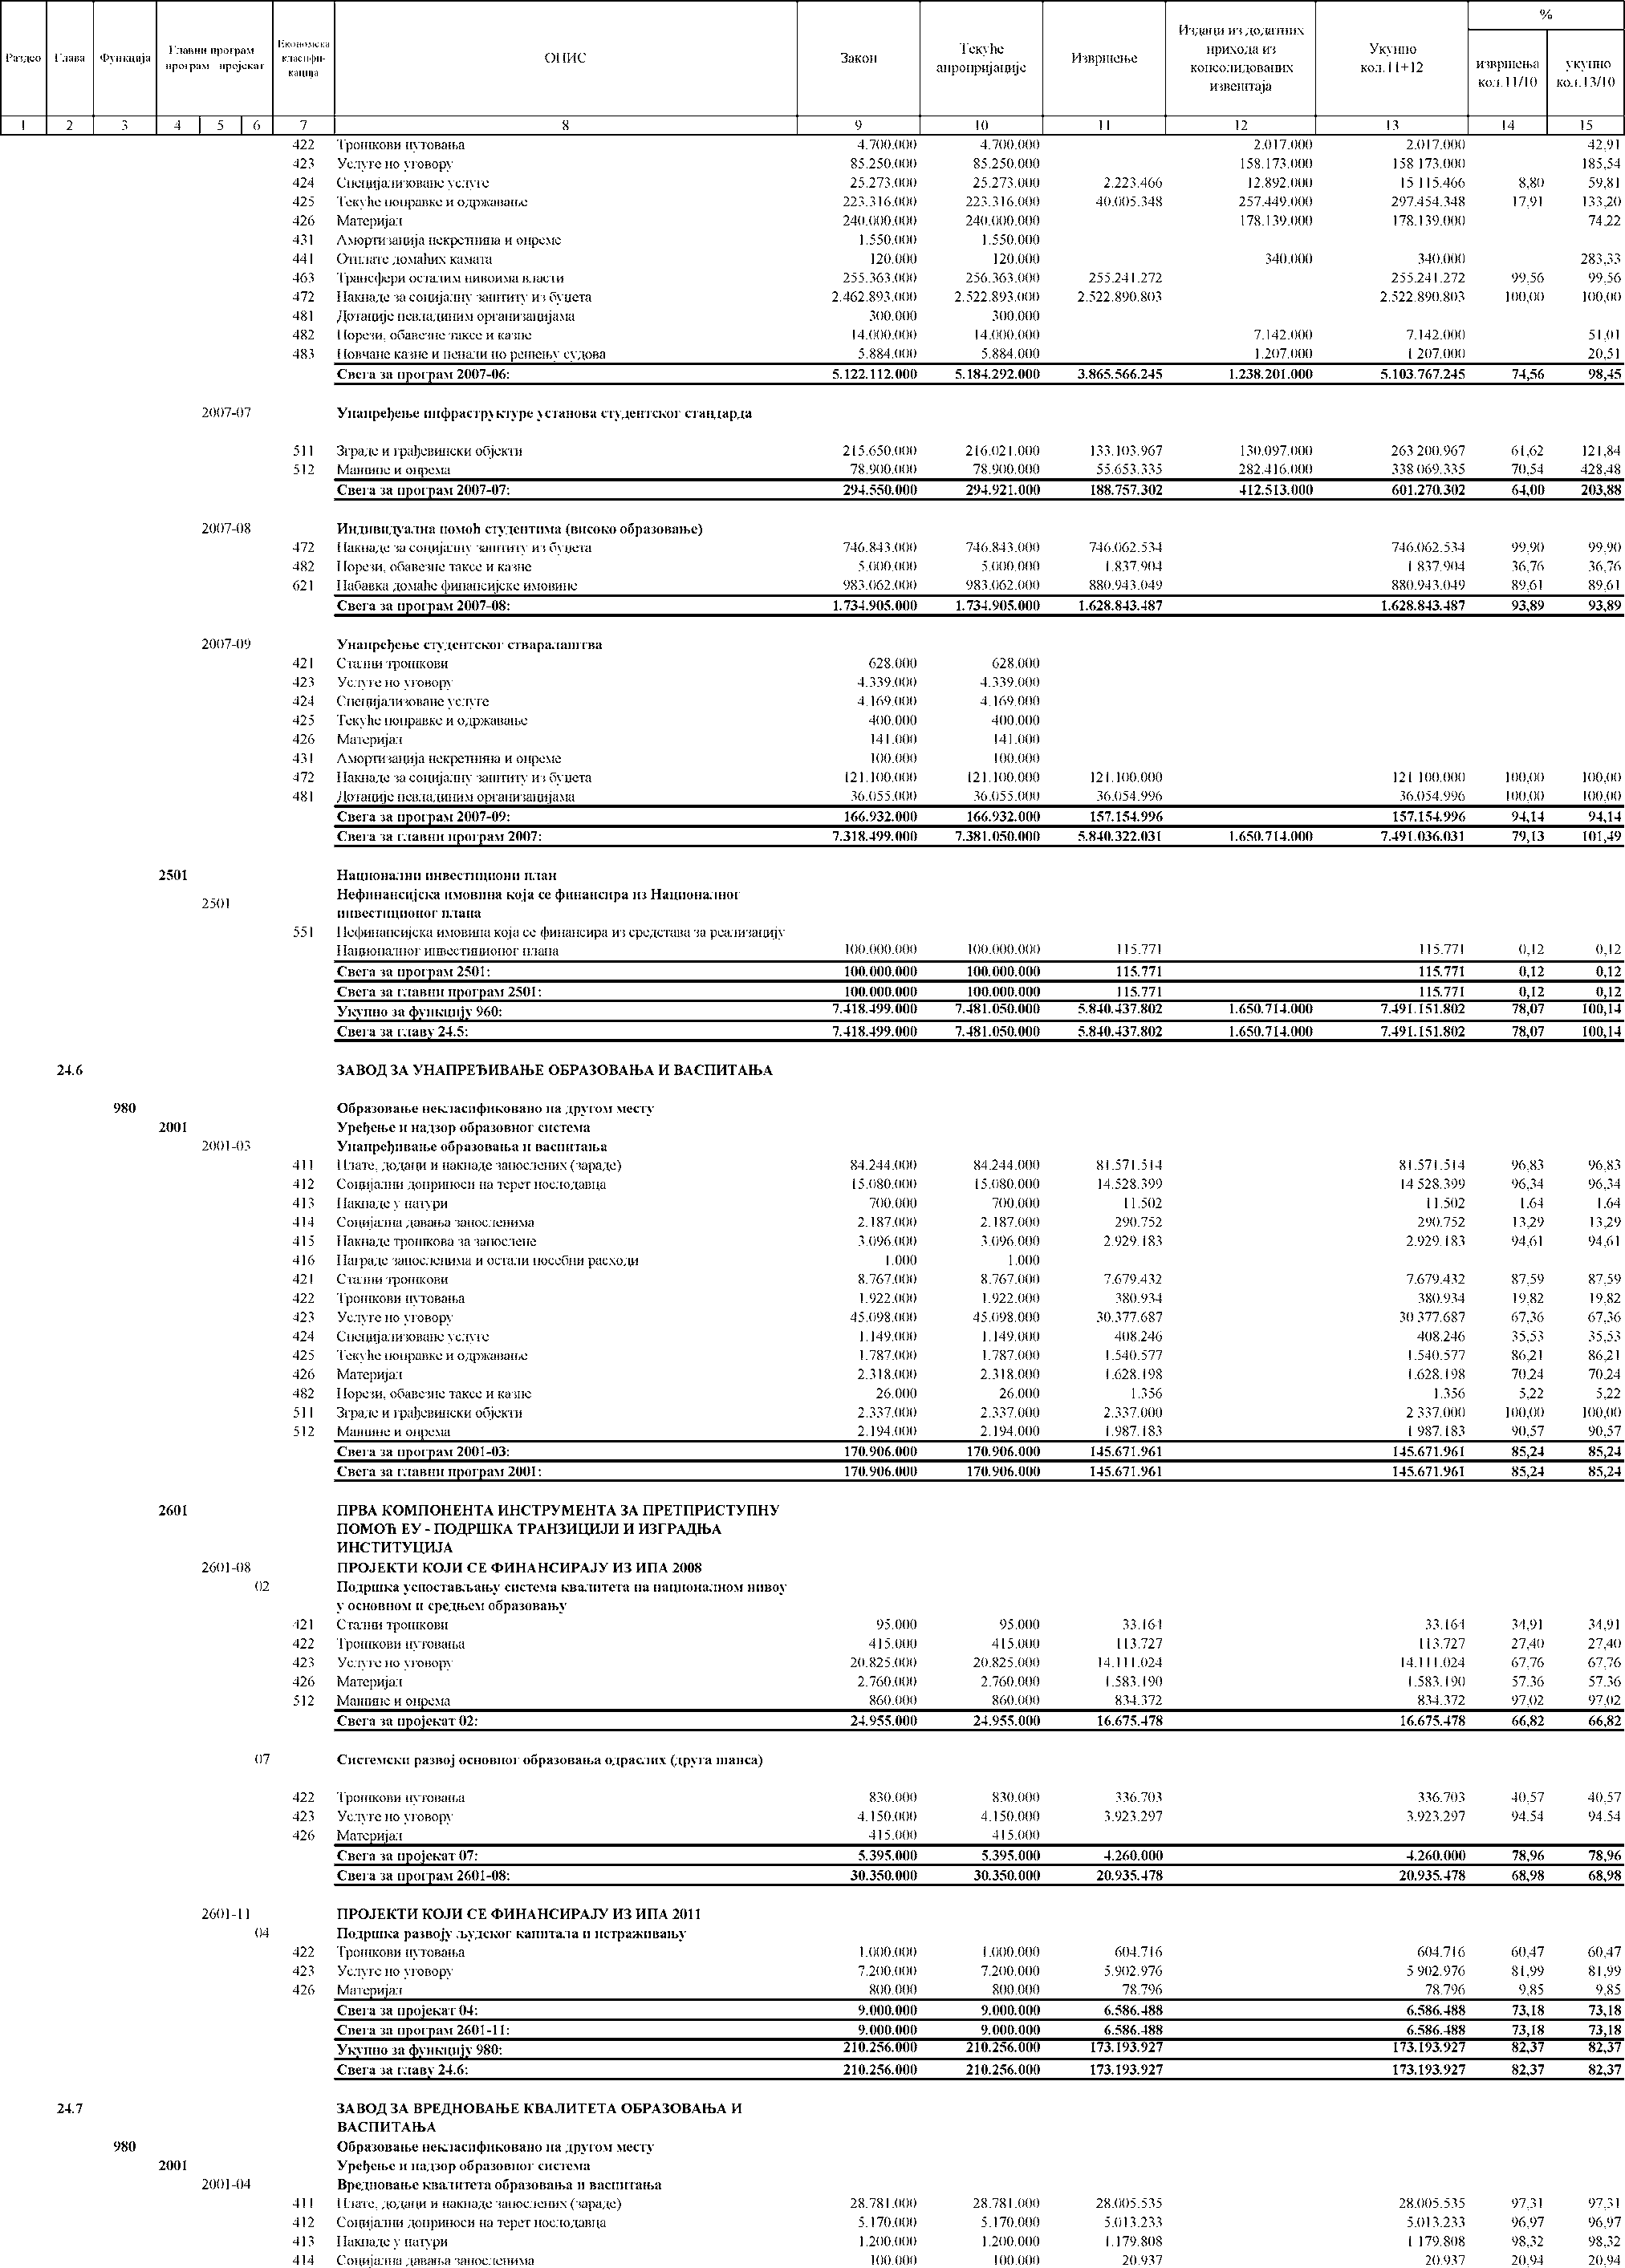 %
Раздео Глава Функција Главни програм програм пројекат Економска класифи-кација ОПИС Закон Текуће апропријације Извршење Издаци из додатних прихода из консолидованих извештаја Укупно кол.11+12 извршења кол.11/10 укупно кол.13/10
1 2 3 4 5 6 7 8 9 10 11 12 13 14 15
422 Трошкови путовања 4.700.000 4.700.000 2.017.000 2.017.000 42,91
423 Услуге по уговору 85.250.000 85.250.000 158.173.000 158.173.000 185,54
424 Специјализоване услуге 25.273.000 25.273.000 2.223.466 12.892.000 15.115.466 8,80 59,81
425 Текуће поправке и одржавање 223.316.000 223.316.000 40.005.348 257.449.000 297.454.348 17,91 133,20
426 Материјал 240.000.000 240.000.000 178.139.000 178.139.000 74,22
431 Амортизација некретнина и опреме 1.550.000 1.550.000
441 Отплате домаћих камата 120.000 120.000 340.000 340.000 283,33
463 Трансфери осталим нивоима власти 255.363.000 256.363.000 255.241.272 255.241.272 99,56 99,56
472 Накнаде за социјалну заштиту из буџета 2.462.893.000 2.522.893.000 2.522.890.803 2.522.890.803 100,00 100,00
481 Дотације невладиним организацијама 300.000 300.000
482 Порези, обавезне таксе и казне 14.000.000 14.000.000 7.142.000 7.142.000 51,01
483 Новчане казне и пенали по решењу судова 5.884.000 5.884.000 1.207.000 1.207.000 20,51
Свега за програм 2007-06: 5.122.112.000 5.184.292.000 3.865.566.245 1.238.201.000 5.103.767.245 74,56 98,45
2007-07 Унапређење инфраструктуре установа студентског стандарда
511 Зграде и грађевински објекти 215.650.000 216.021.000 133.103.967 130.097.000 263.200.967 61,62 121,84
512 Машине и опрема 78.900.000 78.900.000 55.653.335 282.416.000 338.069.335 70,54 428,48
Свега за програм 2007-07: 294.550.000 294.921.000 188.757.302 412.513.000 601.270.302 64,00 203,88
2007-08 Индивидуална помоћ студентима (високо образовање)
472 Накнаде за социјалну заштиту из буџета 746.843.000 746.843.000 746.062.534 746.062.534 99,90 99,90
482 Порези, обавезне таксе и казне 5.000.000 5.000.000 1.837.904 1.837.904 36,76 36,76
621 Набавка домаће финансијске имовине 983.062.000 983.062.000 880.943.049 880.943.049 89,61 89,61
Свега за програм 2007-08: 1.734.905.000 1.734.905.000 1.628.843.487 1.628.843.487 93,89 93,89
2007-09 Унапређење студентског стваралаштва
421 Стални трошкови 628.000 628.000
423 Услуге по уговору 4.339.000 4.339.000
424 Специјализоване услуге 4.169.000 4.169.000
425 Текуће поправке и одржавање 400.000 400.000
426 Материјал 141.000 141.000
431 Амортизација некретнина и опреме 100.000 100.000
472 Накнаде за социјалну заштиту из буџета 121.100.000 121.100.000 121.100.000 121.100.000 100,00 100,00
481 Дотације невладиним организацијама 36.055.000 36.055.000 36.054.996 36.054.996 100,00 100,00
Свега за програм 2007-09: 166.932.000 166.932.000 157.154.996 157.154.996 94,14 94,14
Свега за главни програм 2007: 7.318.499.000 7.381.050.000 5.840.322.031 1.650.714.000 7.491.036.031 79,13 101,49
2501 Национални инвестициони план
2501 Нефинансијска имовина која се финансира из Националног
инвестиционог плана
551 Нефинансијска имовина која се финансира из средстава за реализацију
Националног инвестиционог плана 100.000.000 100.000.000 115.771 115.771 0,12 0,12
Свега за програм 2501: 100.000.000 100.000.000 115.771 115.771 0,12 0,12
Свега за главни програм 2501: 100.000.000 100.000.000 115.771 115.771 0,12 0,12
Укупно за функцију 960: 7.418.499.000 7.481.050.000 5.840.437.802 1.650.714.000 7.491.151.802 78,07 100,14
Свега за главу 24.5: 7.418.499.000 7.481.050.000 5.840.437.802 1.650.714.000 7.491.151.802 78,07 100,14
24.6 ЗАВОД ЗА УНАПРЕЂИВАЊЕ ОБРАЗОВАЊА И ВАСПИТАЊА
980 Образовање некласификовано на другом месту
2001 Уређење и надзор образовног система
2001-03 Унапређивање образовања и васпитања
411 Плате, додаци и накнаде запослених (зараде) 84.244.000 84.244.000 81.571.514 81.571.514 96,83 96,83
412 Социјални доприноси на терет послодавца 15.080.000 15.080.000 14.528.399 14.528.399 96,34 96,34
413 Накнаде у натури 700.000 700.000 11.502 11.502 1,64 1,64
414 Социјална давања запосленима 2.187.000 2.187.000 290.752 290.752 13,29 13,29
415 Накнаде трошкова за запослене 3.096.000 3.096.000 2.929.183 2.929.183 94,61 94,61
416 Награде запосленима и остали посебни расходи 1.000 1.000
421 Стални трошкови 8.767.000 8.767.000 7.679.432 7.679.432 87,59 87,59
422 Трошкови путовања 1.922.000 1.922.000 380.934 380.934 19,82 19,82
423 Услуге по уговору 45.098.000 45.098.000 30.377.687 30.377.687 67,36 67,36
424 Специјализоване услуге 1.149.000 1.149.000 408.246 408.246 35,53 35,53
425 Текуће поправке и одржавање 1.787.000 1.787.000 1.540.577 1.540.577 86,21 86,21
426 Материјал 2.318.000 2.318.000 1.628.198 1.628.198 70,24 70,24
482 Порези, обавезне таксе и казне 26.000 26.000 1.356 1.356 5,22 5,22
511 Зграде и грађевински објекти 2.337.000 2.337.000 2.337.000 2.337.000 100,00 100,00
512 Машине и опрема 2.194.000 2.194.000 1.987.183 1.987.183 90,57 90,57
Свега за програм 2001-03: 170.906.000 170.906.000 145.671.961 145.671.961 85,24 85,24
Свега за главни програм 2001: 170.906.000 170.906.000 145.671.961 145.671.961 85,24 85,24
2601 ПРВА КОМПОНЕНТА ИНСТРУМЕНТА ЗА ПРЕТПРИСТУПНУ
ПОМОЋ ЕУ - ПОДРШКА ТРАНЗИЦИЈИ И ИЗГРАДЊА
ИНСТИТУЦИЈА
2601-08 ПРОЈЕКТИ КОЈИ СЕ ФИНАНСИРАЈУ ИЗ ИПА 2008
02 Подршка успостављању система квалитета на националном нивоу
у основном и средњем образовању
421 Стални трошкови 95.000 95.000 33.164 33.164 34,91 34,91
422 Трошкови путовања 415.000 415.000 113.727 113.727 27,40 27,40
423 Услуге по уговору 20.825.000 20.825.000 14.111.024 14.111.024 67,76 67,76
426 Материјал 2.760.000 2.760.000 1.583.190 1.583.190 57,36 57,36
512 Машине и опрема 860.000 860.000 834.372 834.372 97,02 97,02
Свега за пројекат 02: 24.955.000 24.955.000 16.675.478 16.675.478 66,82 66,82
07 Системски развој основног образовања одраслих (друга шанса)
422 Трошкови путовања 830.000 830.000 336.703 336.703 40,57 40,57
423 Услуге по уговору 4.150.000 4.150.000 3.923.297 3.923.297 94,54 94,54
426 Материјал 415.000 415.000
Свега за пројекат 07: 5.395.000 5.395.000 4.260.000 4.260.000 78,96 78,96
Свега за програм 2601-08: 30.350.000 30.350.000 20.935.478 20.935.478 68,98 68,98
2601-11 ПРОЈЕКТИ КОЈИ СЕ ФИНАНСИРАЈУ ИЗ ИПА 2011
04 Подршка развоју људског капитала и истраживању
422 Трошкови путовања 1.000.000 1.000.000 604.716 604.716 60,47 60,47
423 Услуге по уговору 7.200.000 7.200.000 5.902.976 5.902.976 81,99 81,99
426 Материјал 800.000 800.000 78.796 78.796 9,85 9,85
Свега за пројекат 04: 9.000.000 9.000.000 6.586.488 6.586.488 73,18 73,18
Свега за програм 2601-11: 9.000.000 9.000.000 6.586.488 6.586.488 73,18 73,18
Укупно за функцију 980: 210.256.000 210.256.000 173.193.927 173.193.927 82,37 82,37
Свега за главу 24.6: 210.256.000 210.256.000 173.193.927 173.193.927 82,37 82,37
24.7 ЗАВОД ЗА ВРЕДНОВАЊЕ КВАЛИТЕТА ОБРАЗОВАЊА И
ВАСПИТАЊА
980 Образовање некласификовано на другом месту
2001 Уређење и надзор образовног система
2001-04 Вредновање квалитета образовања и васпитања
411 Плате, додаци и накнаде запослених (зараде) 28.781.000 28.781.000 28.005.535 28.005.535 97,31 97,31
412 Социјални доприноси на терет послодавца 5.170.000 5.170.000 5.013.233 5.013.233 96,97 96,97
413 Накнаде у натури 1.200.000 1.200.000 1.179.808 1.179.808 98,32 98,32
414 Социјална давања запосленима 100.000 100.000 20.937 20.937 20,94 20,94